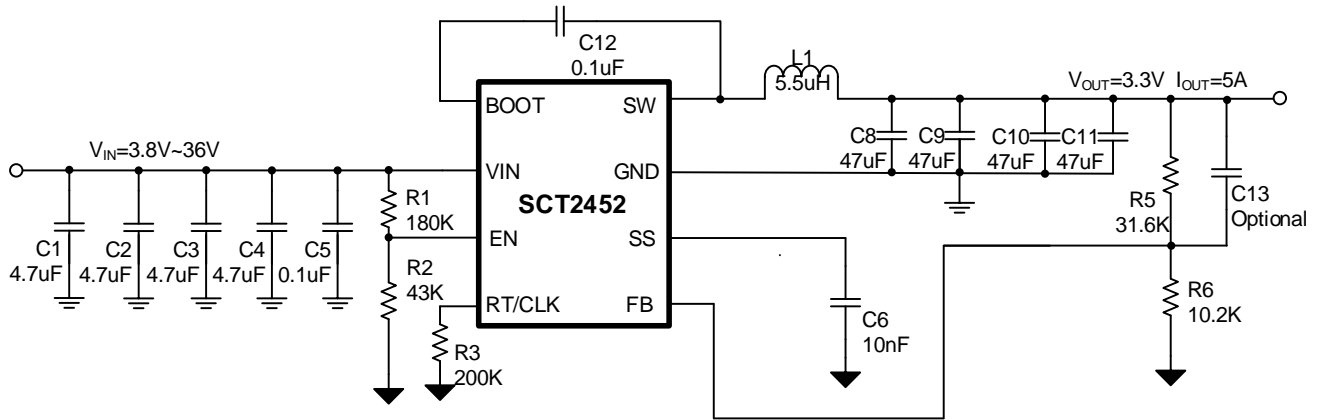 C12
0.1uF
L1
5.5uH
VOUT=3.3V IOUT=5A
BOOT
SW
C8
47uF
C9
47uF
C10
47uF
C11
47uF
VIN=3.8V~36V
VIN
GND
SCT2452
R1
180K
R5
31.6K
C13
Optional
C1
4.7uF
C2
4.7uF
C3
4.7uF
C4
4.7uF
C5
0.1uF
EN
SS
R2
43K
RT/CLK
FB
R3
200K
C6
10nF
R6
10.2K